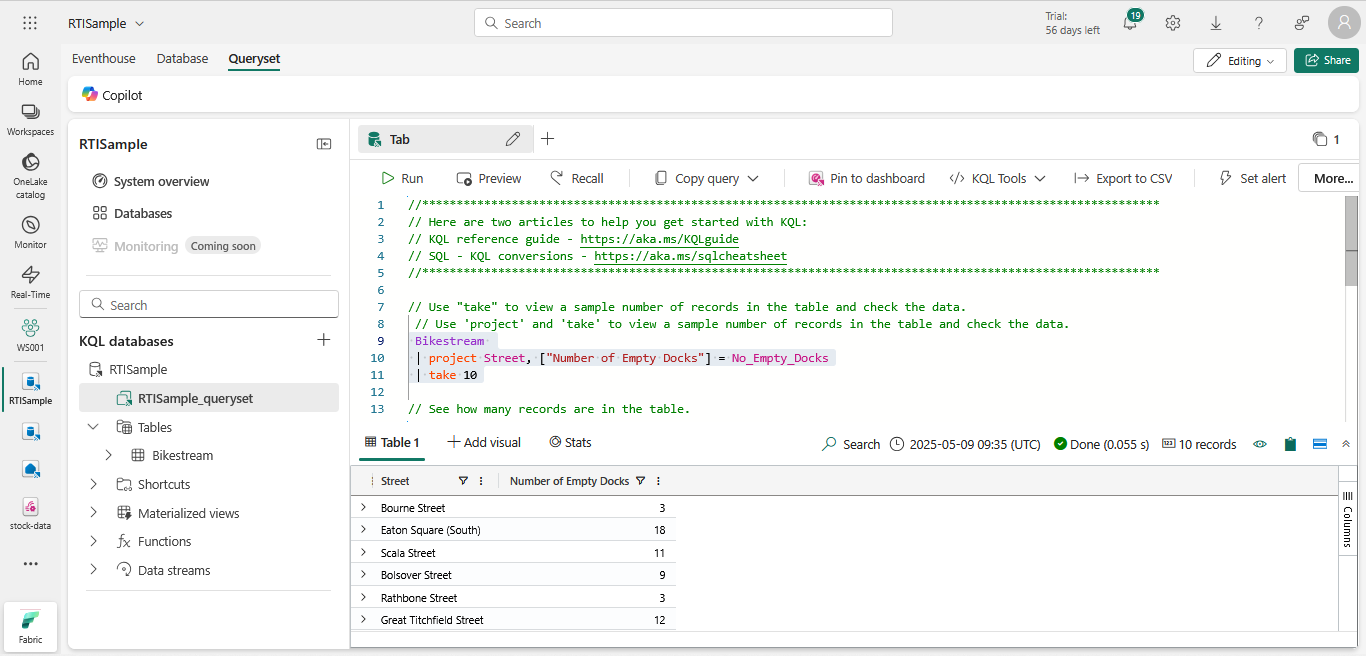 RTISample
Search
Trial:
56 days left
19
Home
Workspaces
OneLake
catalog
Monitor
Real-Time
WS001
RTISample
stock-data
Fabric
Eventhouse
Database
Queryset
Editing
Share
Copilot
RTISample
System overview
Databases
Monitoring
Coming soon
Search
KQL databases
RTISample
RTISample_queryset
Tables
Bikestream
Shortcuts
Materialized views
Functions
Data streams
Tab
1
Run
Preview
Recall
Copy query
Pin to dashboard
KQL Tools
Export to CSV
Set alert
More...
1 //***********************************************************************************************************
2 // Here are two articles to help you get started with KQL:
3 // KQL reference guide - https://aka.ms/KQLguide
4 // SQL - KQL conversions - https://aka.ms/sqlcheatsheet
5 //***********************************************************************************************************
6
7 // Use "take" to view a sample number of records in the table and check the data.
8 // Use 'project' and 'take' to view a sample number of records in the table and check the data.
9 Bikestream
10 | project Street, ["Number of Empty Docks"] = No_Empty_Docks
11 | take 10
12
13 // See how many records are in the table.
Table 1
Add visual
Stats
Search
2025-05-09 09:35 (UTC)
Done (0.055 s)
10 records
Street
Number of Empty Docks
Bourne Street 3
Eaton Square (South) 18
Scala Street 11
Bolsover Street 9
Rathbone Street 3
Great Titchfield Street 12
Columns